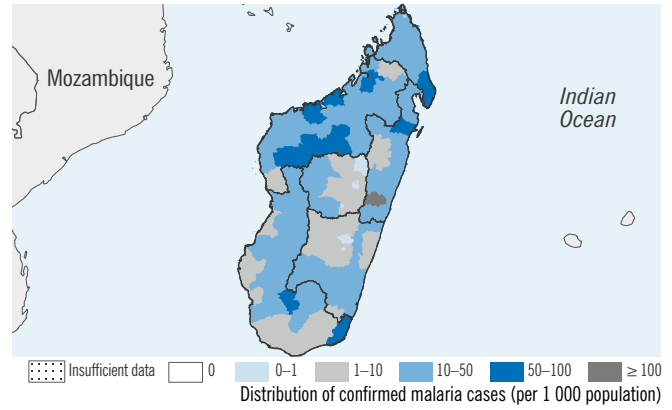 Mozambique
Indian
Ocean
Insufficient data 0 0–1 1–10 10–50 50–100 ≥ 100
Distribution of confirmed malaria cases (per 1 000 population)